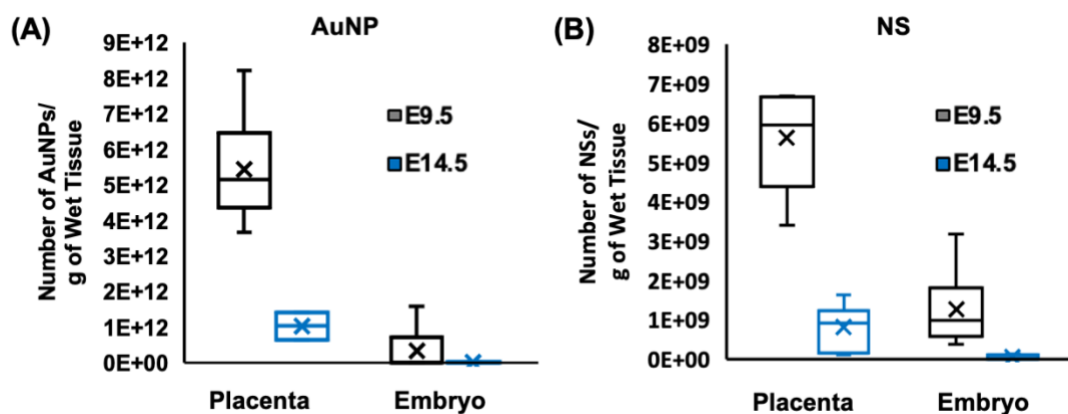 (A)
AuNP
Number of AuNPs/
g of Wet Tissue
9E+12
8E+12
7E+12
6E+12
5E+12
4E+12
3E+12
2E+12
1E+12
0E+00
E9.5
E14.5
Placenta
Embryo
(B)
NS
Number of NSs/
g of Wet Tissue
8E+09
7E+09
6E+09
5E+09
4E+09
3E+09
2E+09
1E+09
0E+00
E9.5
E14.5
Placenta
Embryo